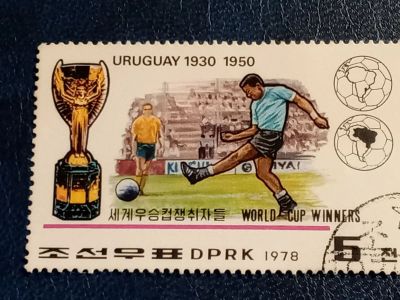 URUGUAY 1930 1950
세계우승컵쟁취자들 WORLD CUP WINNERS
조선우표 DPRK 1978 5 전